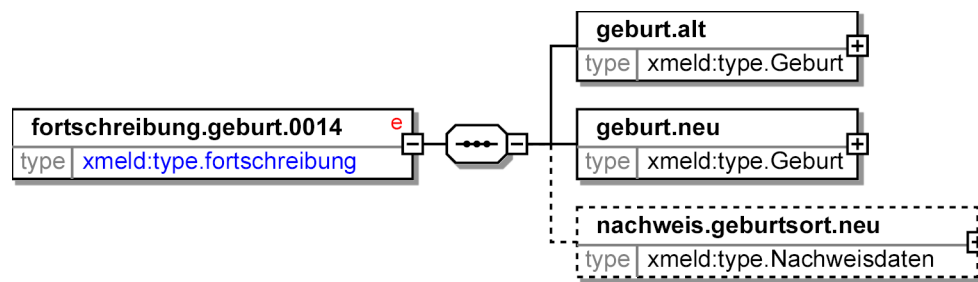 geburt.alt
type xmeld:type.Geburt
fortschreibung.geburt.0014 e
type xmeld:type.fortschreibung
geburt.neu
type xmeld:type.Geburt
nachweis.geburtsort.neu
type xmeld:type.Nachweisdaten